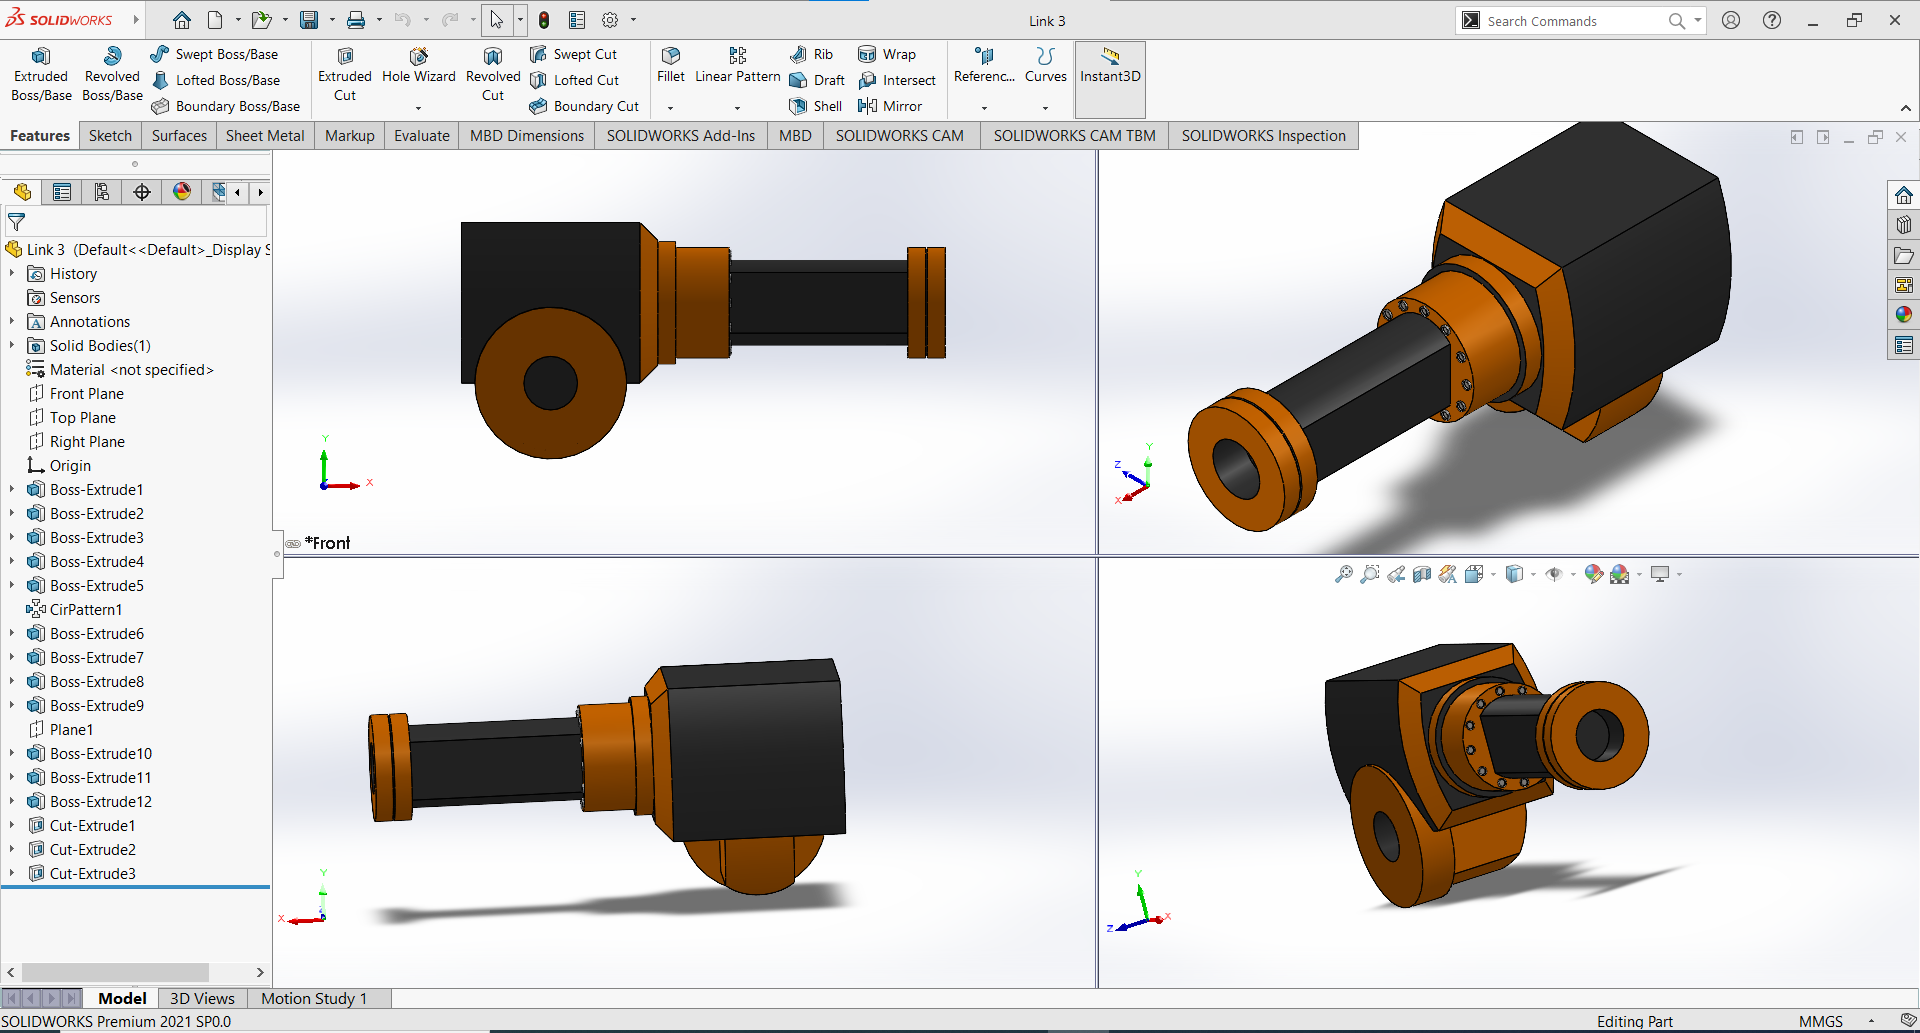 SOLIDWORKS
Link 3
Search Commands
Extruded Boss/Base
Revolved Boss/Base
Swept Boss/Base
Lofted Boss/Base
Boundary Boss/Base
Extruded Cut
Hole Wizard
Revolved Cut
Swept Cut
Lofted Cut
Boundary Cut
Fillet
Linear Pattern
Rib
Draft
Shell
Wrap
Intersect
Mirror
Referenc...
Curves
Instant3D
Features
Sketch
Surfaces
Sheet Metal
Markup
Evaluate
MBD Dimensions
SOLIDWORKS Add-Ins
MBD
SOLIDWORKS CAM
SOLIDWORKS CAM TBM
SOLIDWORKS Inspection
Link 3 (Default<<Default>_Display S
History
Sensors
Annotations
Solid Bodies(1)
Material <not specified>
Front Plane
Top Plane
Right Plane
Origin
Boss-Extrude1
Boss-Extrude2
Boss-Extrude3
Boss-Extrude4
Boss-Extrude5
CirPattern1
Boss-Extrude6
Boss-Extrude7
Boss-Extrude8
Boss-Extrude9
Plane1
Boss-Extrude10
Boss-Extrude11
Boss-Extrude12
Cut-Extrude1
Cut-Extrude2
Cut-Extrude3
Y
X
*Front
Y
Z
X
Y
X
Y
X
Z
Model
3D Views
Motion Study 1
SOLIDWORKS Premium 2021 SP0.0
Editing Part
MMGS